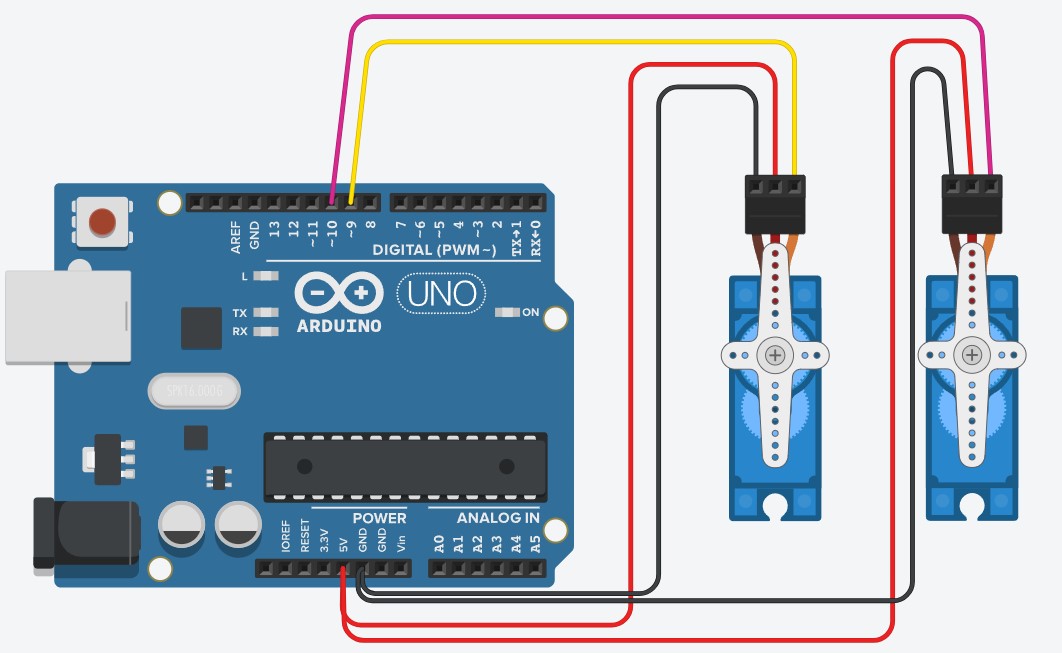 AREF
GND
13
12
~11
~10
~9
8
7
~6
~5
4
~3
2
TX→1
RX←0
DIGITAL (PWM~)
L
TX
RX
ARDUINO
UNO
ON
SPK16.000G
POWER
ANALOG IN
IOREF
RESET
3.3V
5V
GND
GND
Vin
A0
A1
A2
A3
A4
A5